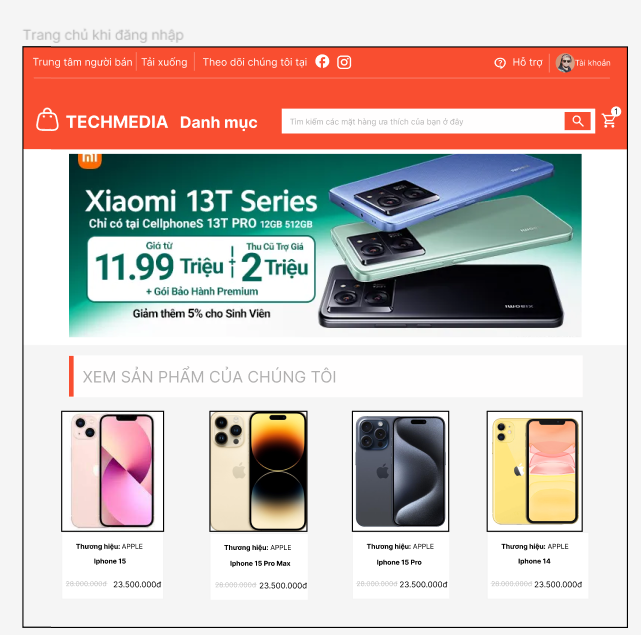 Trang chủ khi đăng nhập
Trung tâm người bán Tải xuống Theo dõi chúng tôi tại Hỗ trợ Tài khoản
TECHMEDIA Danh mục Tìm kiếm các mặt hàng ưa thích của bạn ở đây 1
Xiaomi 13T Series
Chỉ có tại CellphoneS 13T PRO 12GB 512GB
Giá từ Thu Cũ Trợ Giá
11.99 Triệu + 2 Triệu
+ Gói Bảo Hành Premium
Giảm thêm 5% cho Sinh Viên
XEM SẢN PHẨM CỦA CHÚNG TÔI
Thương hiệu: APPLE Thương hiệu: APPLE Thương hiệu: APPLE Thương hiệu: APPLE
Iphone 15 Iphone 15 Pro Max Iphone 15 Pro Iphone 14
28.000.000đ 23.500.000đ 28.000.000đ 23.500.000đ 28.000.000đ 23.500.000đ 28.000.000đ 23.500.000đ